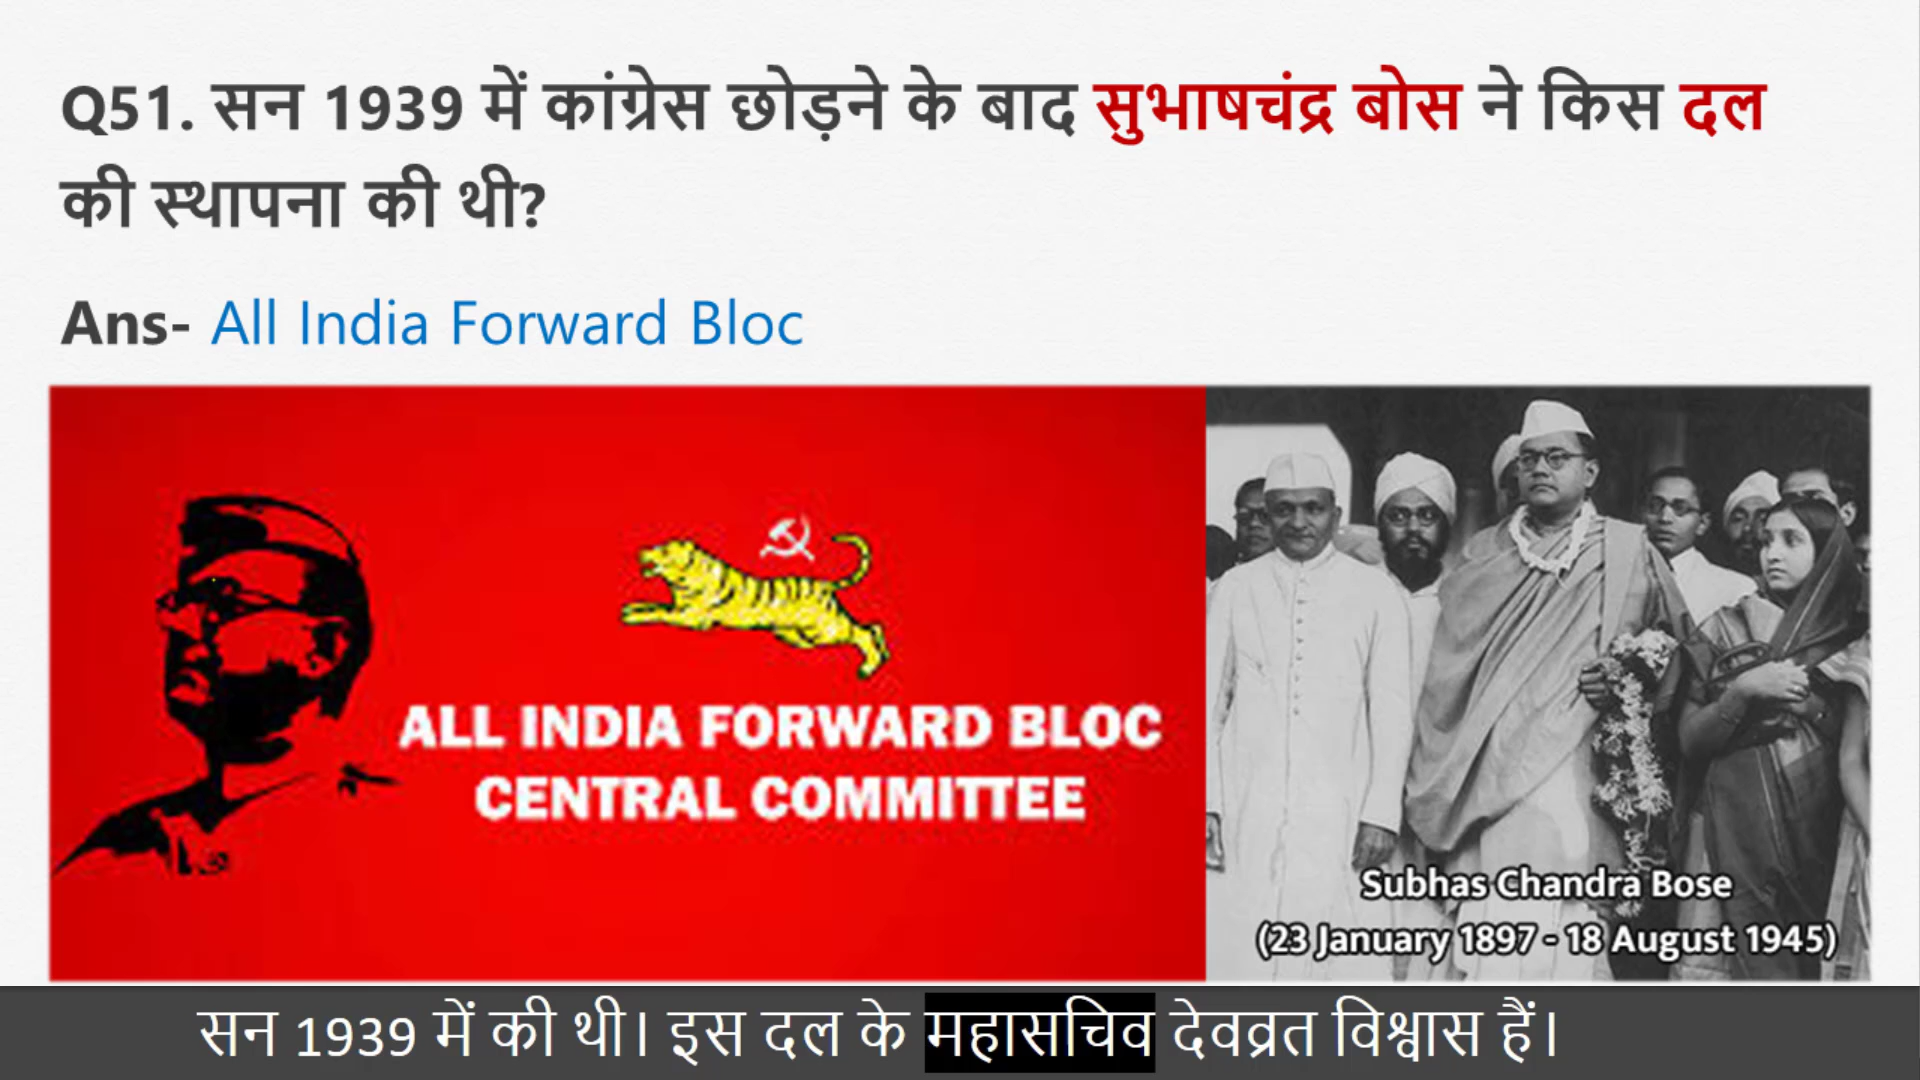 Q51. सन 1939 में कांग्रेस छोड़ने के बाद सुभाषचंद्र बोस ने किस दल
की स्थापना की थी?
Ans- All India Forward Bloc
ALL INDIA FORWARD BLOC
CENTRAL COMMITTEE
Subhas Chandra Bose
(23 January 1897 - 18 August 1945)
सन 1939 में की थी। इस दल के महासचिव देवव्रत विश्वास हैं।